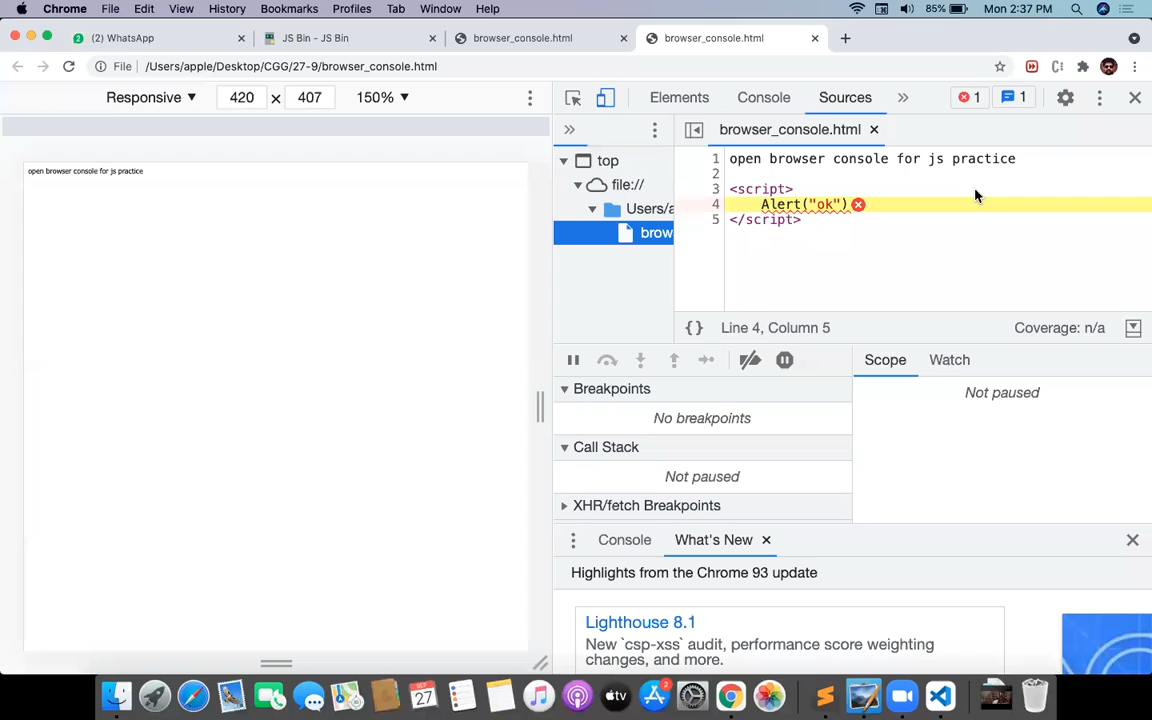 Chrome File Edit View History Bookmarks Profiles Tab Window Help 85% Mon 2:37 PM
(2) WhatsApp JS Bin - JS Bin browser_console.html browser_console.html
File /Users/apple/Desktop/CGG/27-9/browser_console.html
Responsive 420 × 407 150% Elements Console Sources 1 1
browser_console.html
open browser console for js practice
top
file://
Users/a
brow
1 open browser console for js practice
2
3 <script>
4 Alert("ok")
5 </script>
{} Line 4, Column 5 Coverage: n/a
Scope Watch
Breakpoints
No breakpoints
Call Stack
Not paused
XHR/fetch Breakpoints
Not paused
Console What's New
Highlights from the Chrome 93 update
Lighthouse 8.1
New `csp-xss` audit, performance score weighting
changes, and more.
SEP
27
tv
2